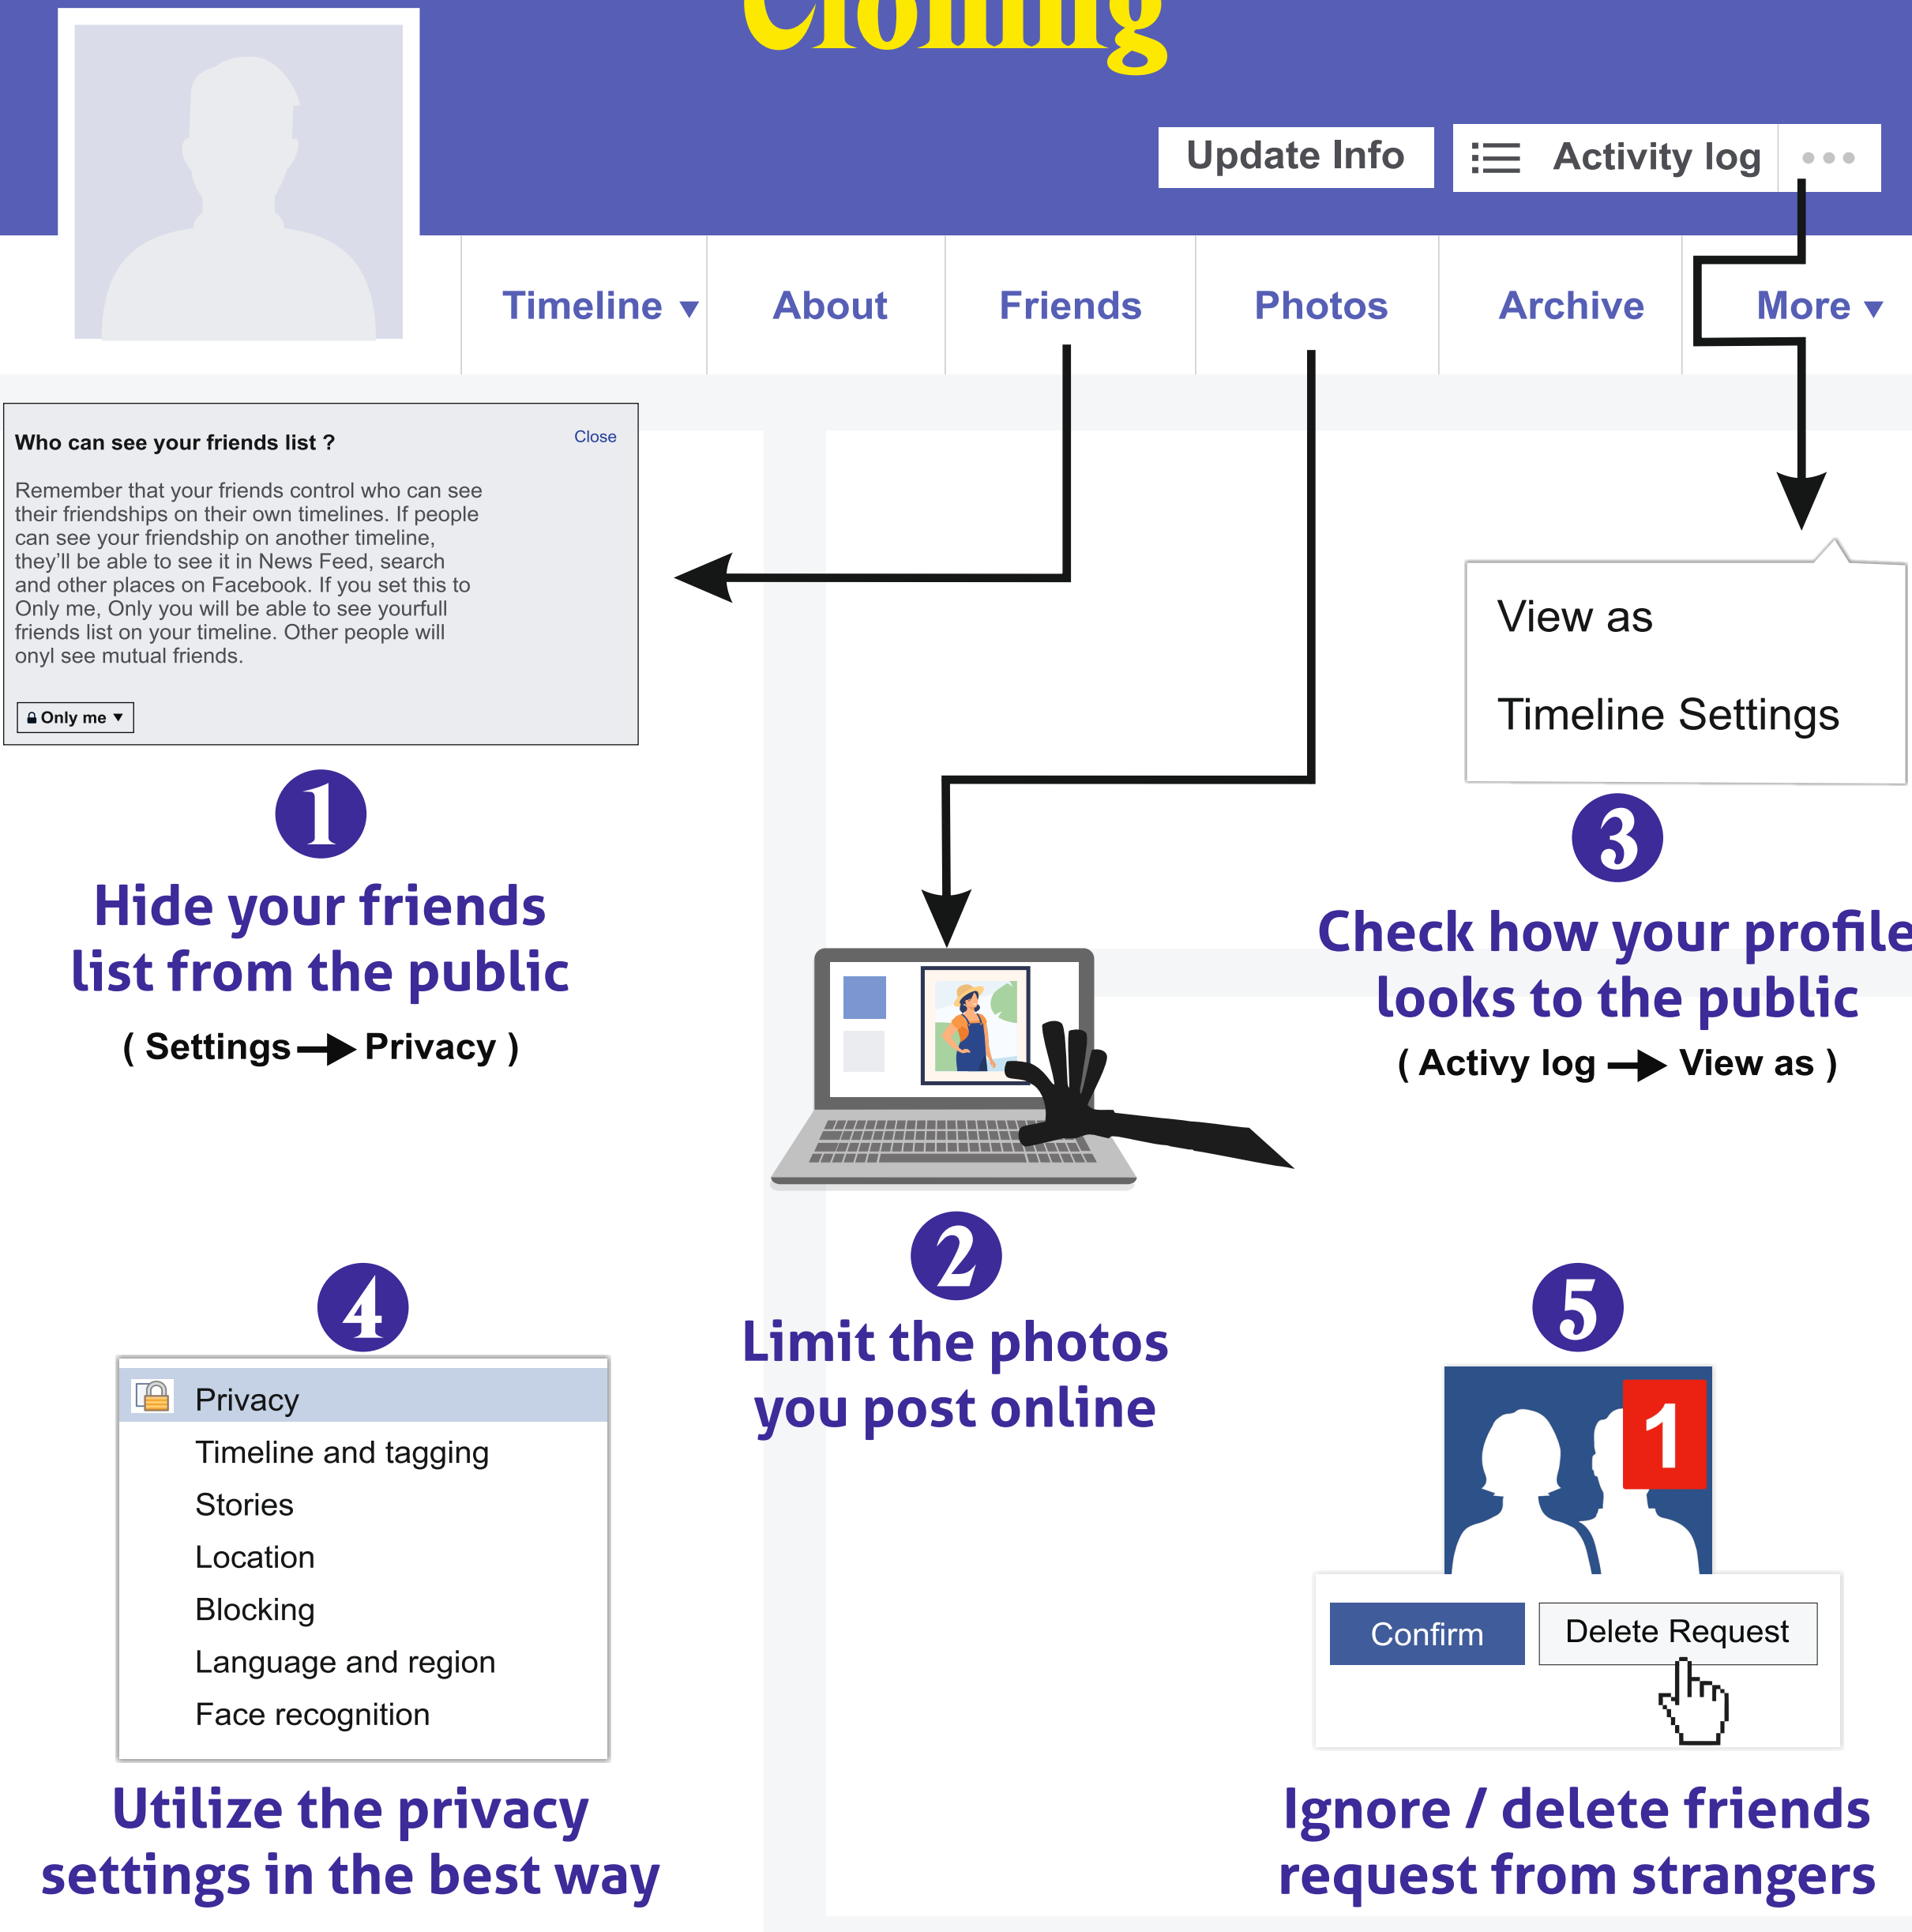 Cloning
Update Info
Activity log
Timeline
About
Friends
Photos
Archive
More
Who can see your friends list ?
Close
Remember that your friends control who can see
their friendships on their own timelines. If people
can see your friendship on another timeline,
they'll be able to see it in News Feed, search
and other places on Facebook. If you set this to
Only me, Only you will be able to see yourfull
friends list on your timeline. Other people will
onyl see mutual friends.
Only me
1
Hide your friends
list from the public
( Settings → Privacy )
2
Limit the photos
you post online
View as
Timeline Settings
3
Check how your profile
looks to the public
( Activy log → View as )
4
Privacy
Timeline and tagging
Stories
Location
Blocking
Language and region
Face recognition
Utilize the privacy
settings in the best way
5
1
Confirm
Delete Request
Ignore / delete friends
request from strangers